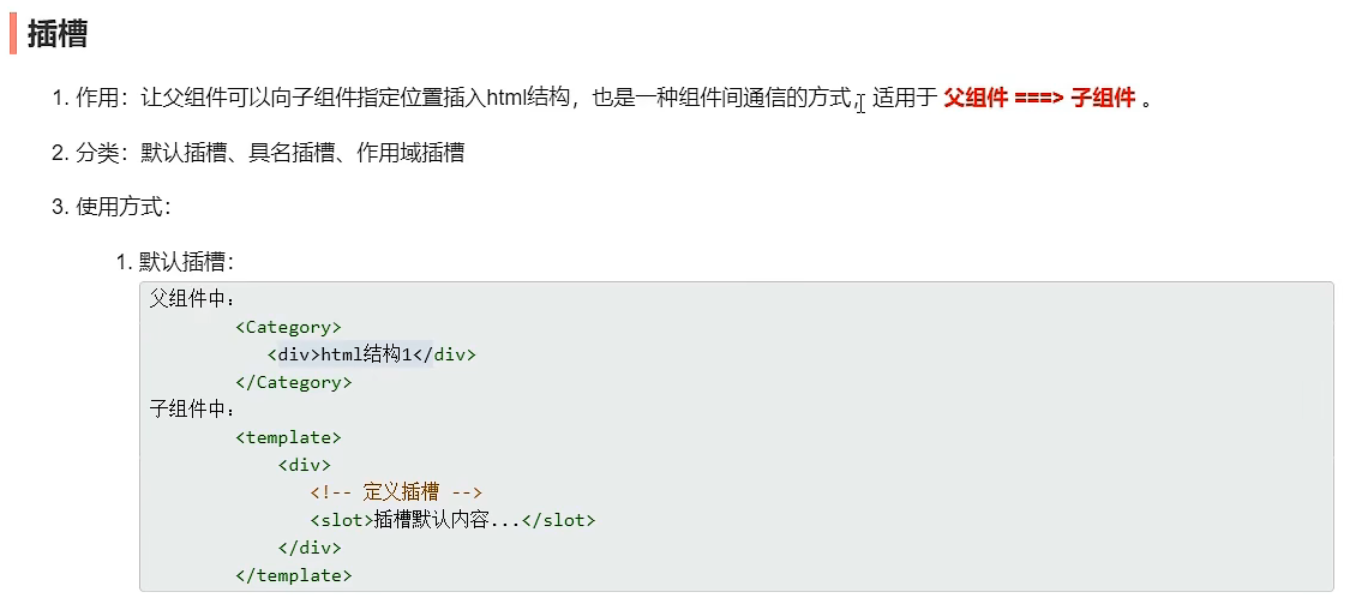 插槽
1. 作用：让父组件可以向子组件指定位置插入html结构，也是一种组件间通信的方式，适用于 父组件 ===> 子组件 。
2. 分类：默认插槽、具名插槽、作用域插槽
3. 使用方式：
1. 默认插槽：
父组件中：
<Category>
<div>html结构1</div>
</Category>
子组件中：
<template>
<div>
<!-- 定义插槽 -->
<slot>插槽默认内容...</slot>
</div>
</template>